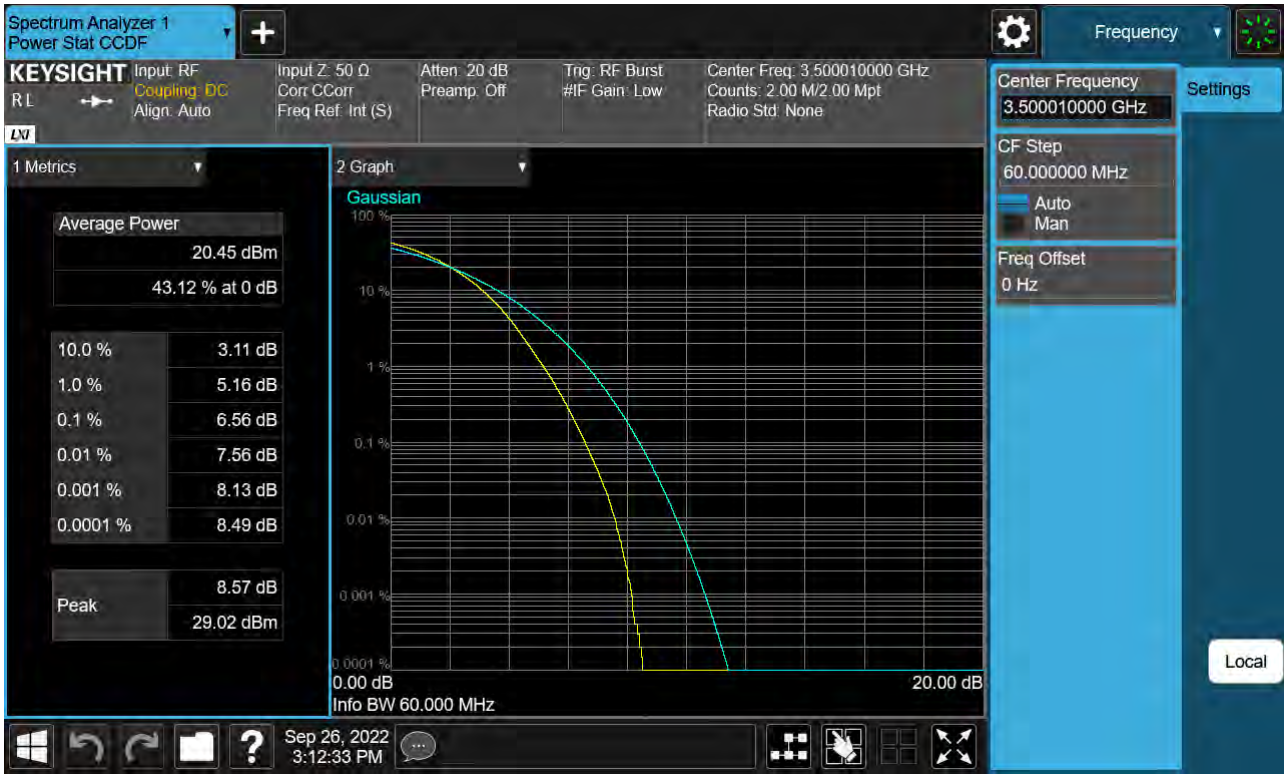 Spectrum Analyzer 1
Power Stat CCDF
Frequency
KEYSIGHT
RL
LXI
Input: RF
Coupling: DC
Align: Auto
Input Z: 50 Ω
Corr CCorr
Freq Ref: Int (S)
Atten: 20 dB
Preamp: Off
Trig: RF Burst
#IF Gain: Low
Center Freq: 3.500010000 GHz
Counts: 2.00 M/2.00 Mpt
Radio Std: None
Center Frequency
3.500010000 GHz
Settings
CF Step
60.000000 MHz
Auto
Man
Freq Offset
0 Hz
1 Metrics
Average Power
20.45 dBm
43.12 % at 0 dB
10.0 % 3.11 dB
1.0 % 5.16 dB
0.1 % 6.56 dB
0.01 % 7.56 dB
0.001 % 8.13 dB
0.0001 % 8.49 dB
Peak
8.57 dB
29.02 dBm
2 Graph
Gaussian
100 %
10 %
1 %
0.1 %
0.01 %
0.001 %
0.0001 %
0.00 dB 20.00 dB
Info BW 60.000 MHz
Local
Sep 26, 2022
3:12:33 PM